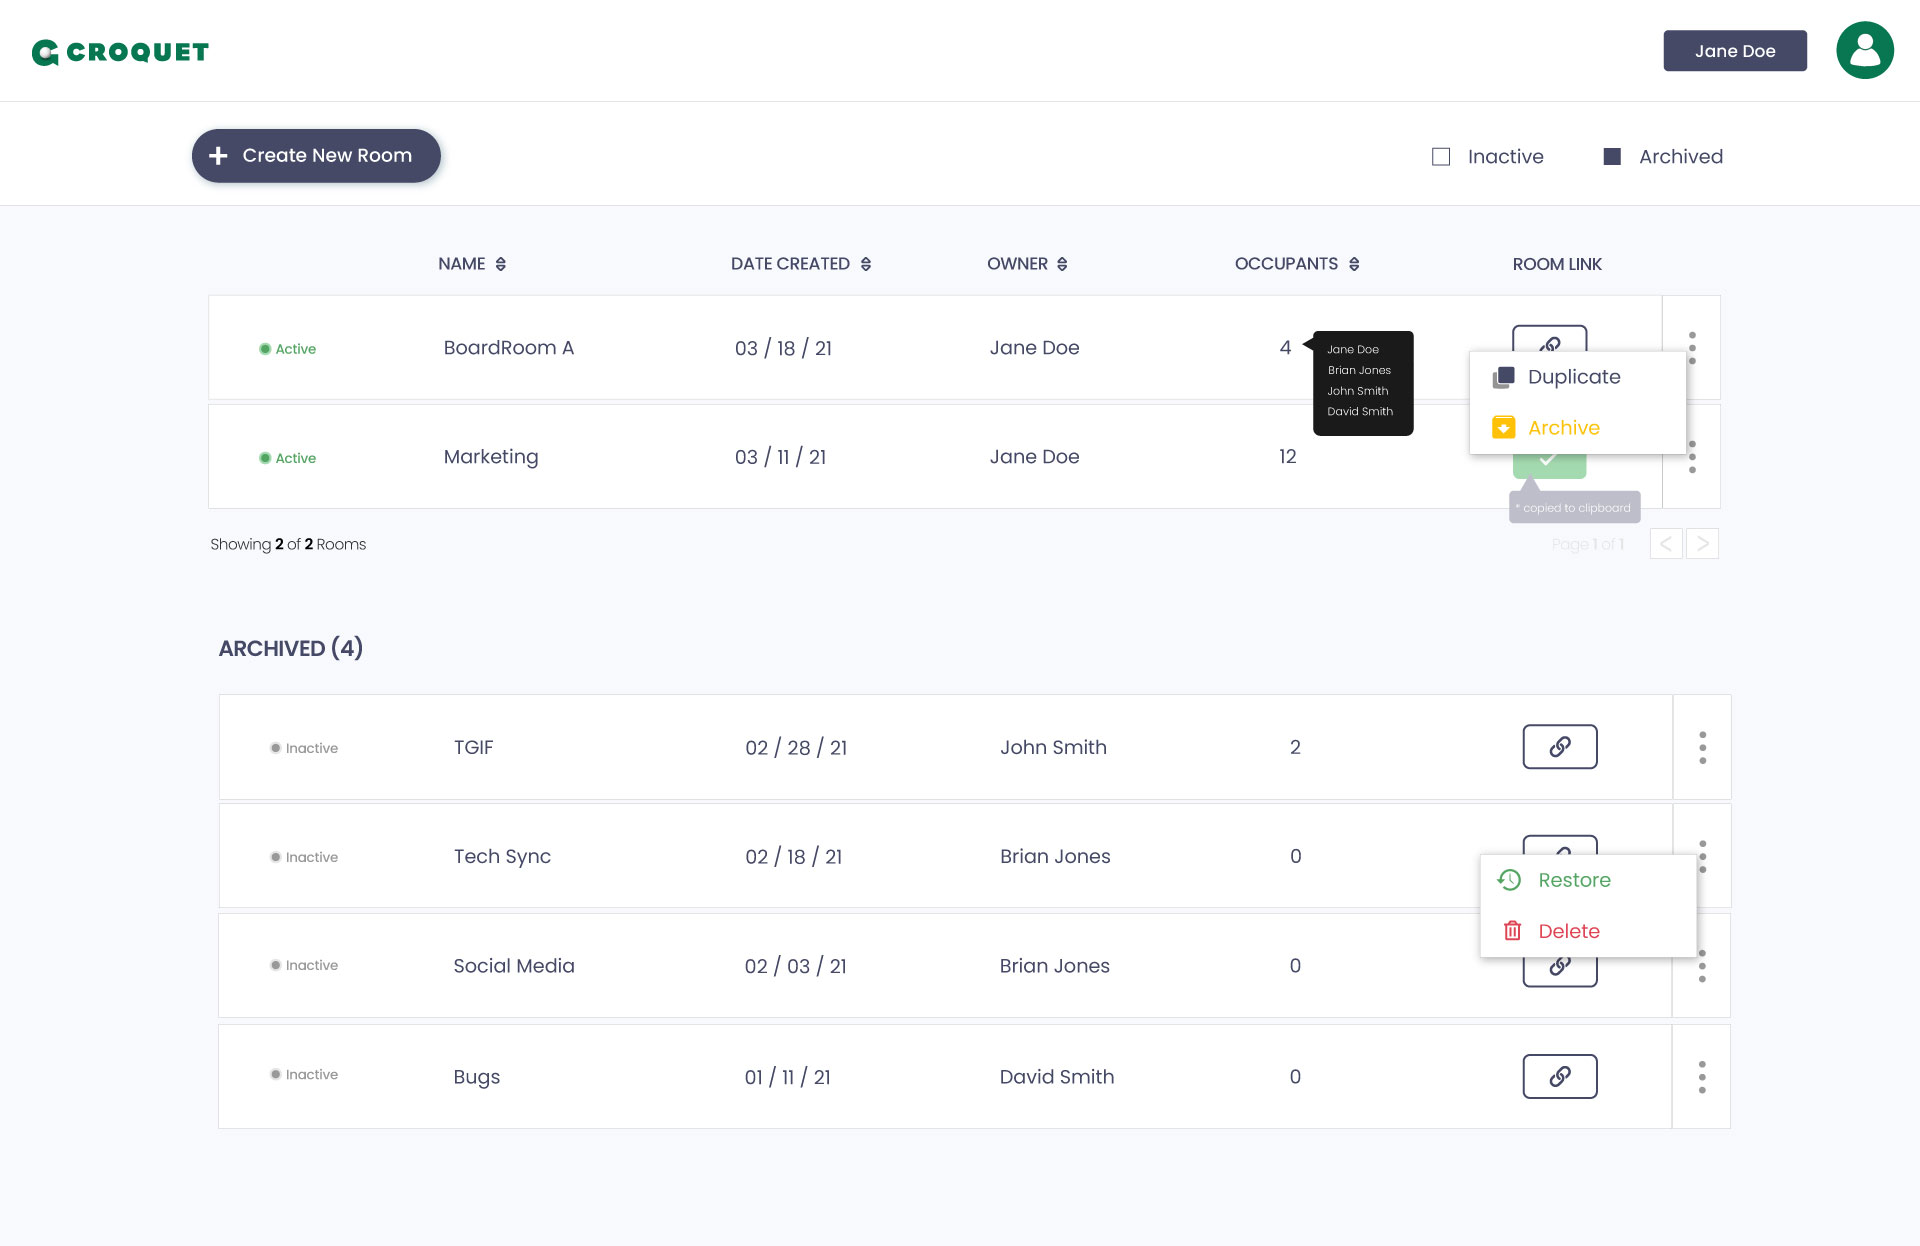 CROQUET
Jane Doe
Create New Room
Inactive
Archived
NAME DATE CREATED OWNER OCCUPANTS ROOM LINK
Active BoardRoom A 03 / 18 / 21 Jane Doe 4
Jane Doe
Brian Jones
John Smith
David Smith
Duplicate
Archive
Active Marketing 03 / 11 / 21 Jane Doe 12
* copied to clipboard
Showing 2 of 2 Rooms
Page 1 of 1 < >
ARCHIVED (4)
Inactive TGIF 02 / 28 / 21 John Smith 2
Inactive Tech Sync 02 / 18 / 21 Brian Jones 0
Restore
Delete
Inactive Social Media 02 / 03 / 21 Brian Jones 0
Inactive Bugs 01 / 11 / 21 David Smith 0